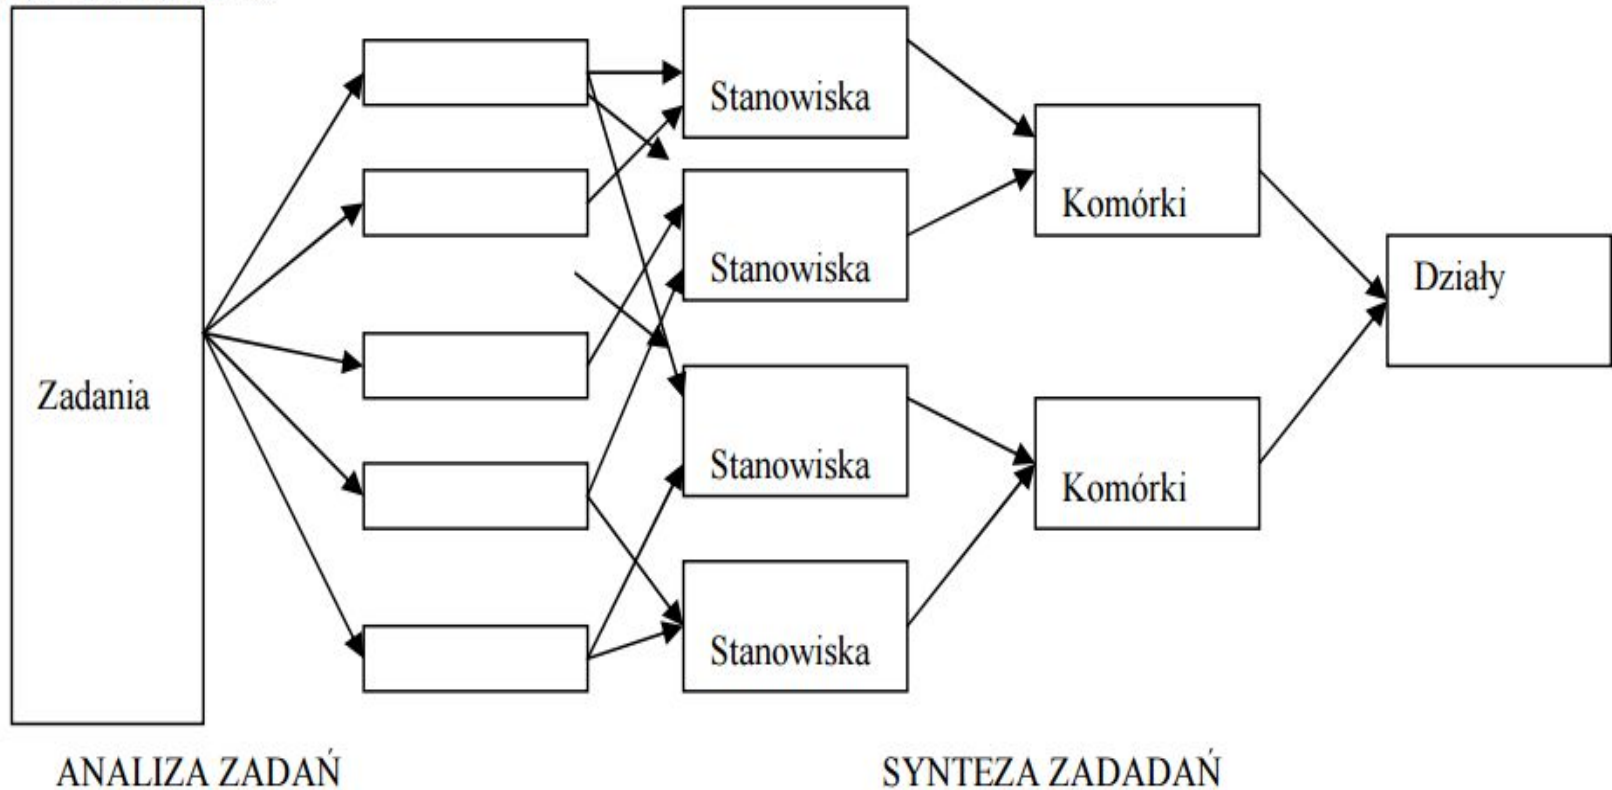 Zadania
Stanowiska
Stanowiska
Stanowiska
Stanowiska
Komórki
Komórki
Działy
ANALIZA ZADAŃ
SYNTEZA ZADADAŃ